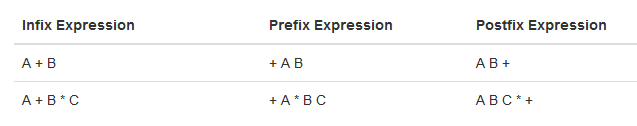 Infix Expression Prefix Expression Postfix Expression
A + B + A B A B +
A + B * C + A * B C A B C * +